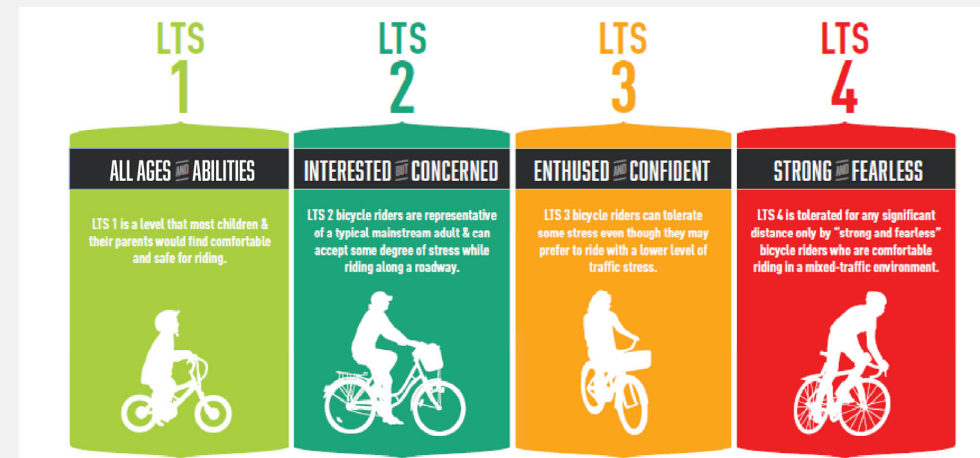 LTS
1
ALL AGES AND ABILITIES
LTS 1 is a level that most children &
their parents would find comfortable
and safe for riding.
LTS
2
INTERESTED BUT CONCERNED
LTS 2 bicycle riders are representative
of a typical mainstream adult & can
accept some degree of stress while
riding along a roadway.
LTS
3
ENTHUSED AND CONFIDENT
LTS 3 bicycle riders can tolerate
some stress even though they may
prefer to ride with a lower level of
traffic stress.
LTS
4
STRONG AND FEARLESS
LTS 4 is tolerated for any significant
distance only by “strong and fearless”
bicycle riders who are comfortable
riding in a mixed-traffic environment.